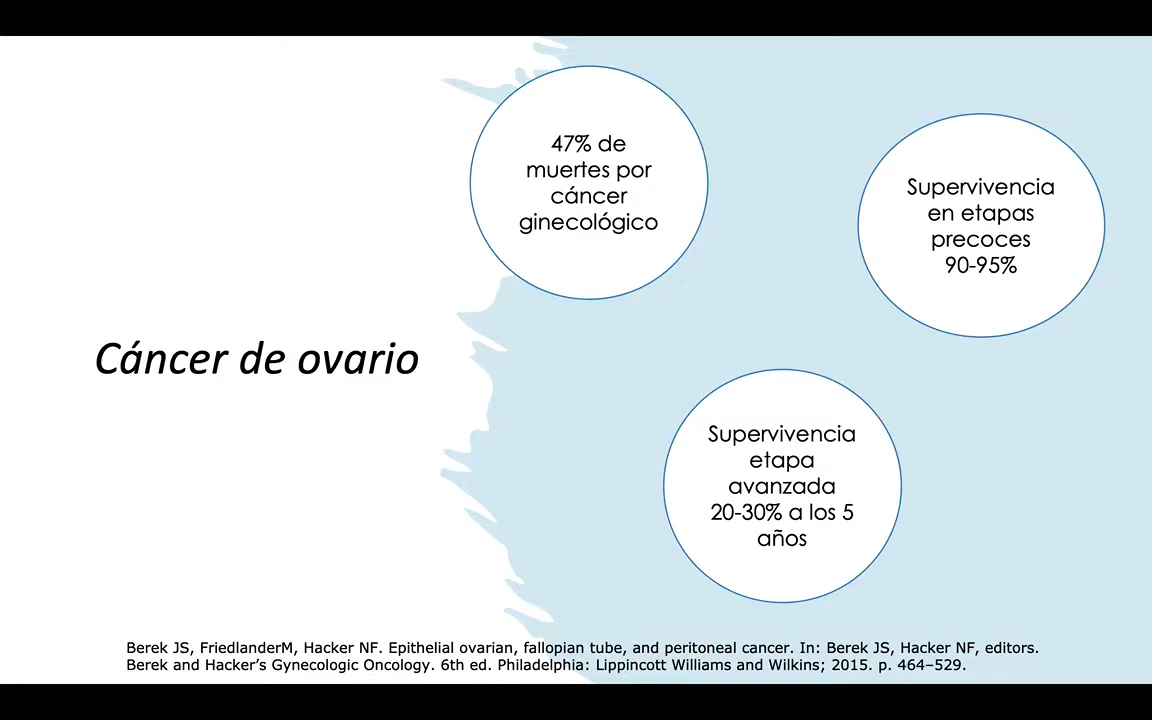 Cáncer de ovario
47% de
muertes por
cáncer
ginecológico
Supervivencia
en etapas
precoces
90-95%
Supervivencia
etapa
avanzada
20-30% a los 5
años
Berek JS, FriedlanderM, Hacker NF. Epithelial ovarian, fallopian tube, and peritoneal cancer. In: Berek JS, Hacker NF, editors.
Berek and Hacker’s Gynecologic Oncology. 6th ed. Philadelphia: Lippincott Williams and Wilkins; 2015. p. 464–529.